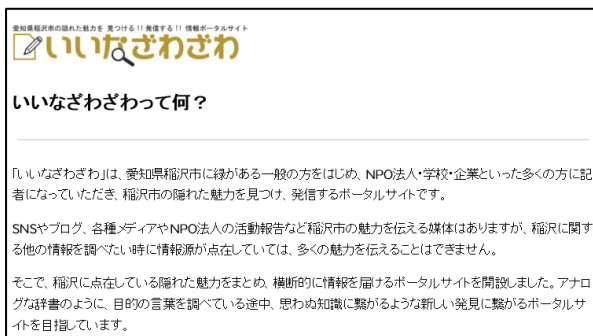 愛知県稲沢市の隠れた魅力を 見つける!! 発信する!! 情報ポータルサイト
いいなざわざわ
いいなざわざわって何？
「いいなざわざわ」は、愛知県稲沢市に縁がある一般の方をはじめ、NPO法人・学校・企業といった多くの方に記
者になっていただき、稲沢市の隠れた魅力を見つけ、発信するポータルサイトです。
SNSやブログ、各種メディアやNPO法人の活動報告など稲沢市の魅力を伝える媒体はありますが、稲沢に関す
る他の情報を調べたい時に情報源が点在していては、多くの魅力を伝えることはできません。
そこで、稲沢に点在している隠れた魅力をまとめ、横断的に情報を届けるポータルサイトを開設しました。アナロ
グな辞書のように、目的の言葉を調べている途中、思わぬ知識に繋がるような新しい発見に繋がるポータルサ
イトを目指しています。